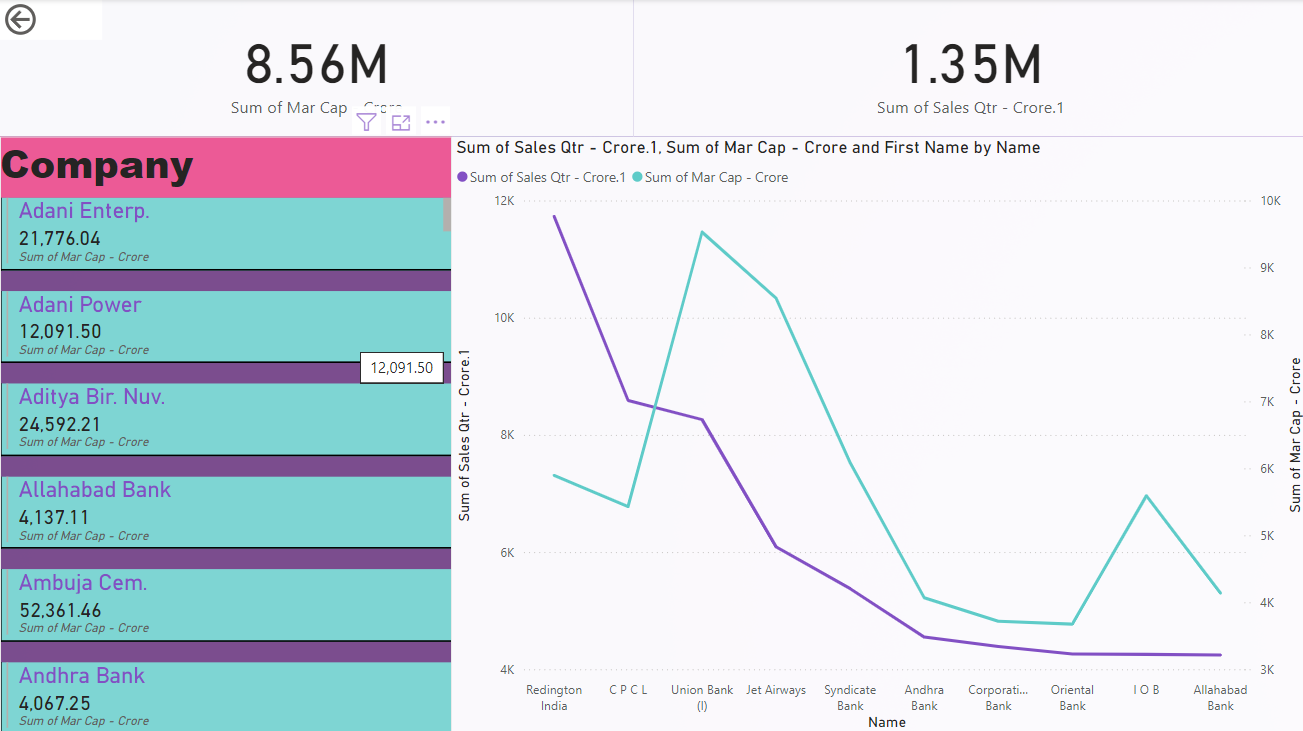 8.56M
Sum of Mar Cap - Crore
1.35M
Sum of Sales Qtr - Crore.1
Company
Adani Enterp.
21,776.04
Sum of Mar Cap - Crore
Adani Power
12,091.50
Sum of Mar Cap - Crore
12,091.50
Aditya Bir. Nuv.
24,592.21
Sum of Mar Cap - Crore
Allahabad Bank
4,137.11
Sum of Mar Cap - Crore
Ambuja Cem.
52,361.46
Sum of Mar Cap - Crore
Andhra Bank
4,067.25
Sum of Mar Cap - Crore
Sum of Sales Qtr - Crore.1, Sum of Mar Cap - Crore and First Name by Name
Sum of Sales Qtr - Crore.1 Sum of Mar Cap - Crore
Sum of Sales Qtr - Crore.1
12K
10K
8K
6K
4K
10K
9K
8K
7K
6K
5K
4K
3K
Sum of Mar Cap - Crore
Redington India
C P C L
Union Bank (I)
Jet Airways
Syndicate Bank
Andhra Bank
Corporati... Bank
Oriental Bank
I O B
Allahabad Bank
Name